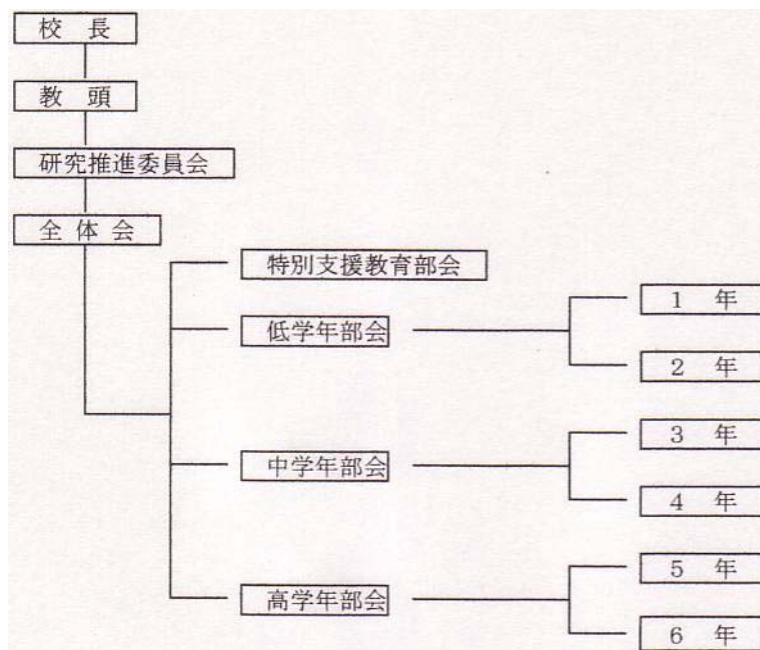 校 長
教 頭
研究推進委員会
全 体 会
特別支援教育部会
低学年部会
1 年
2 年
中学年部会
3 年
4 年
高学年部会
5 年
6 年